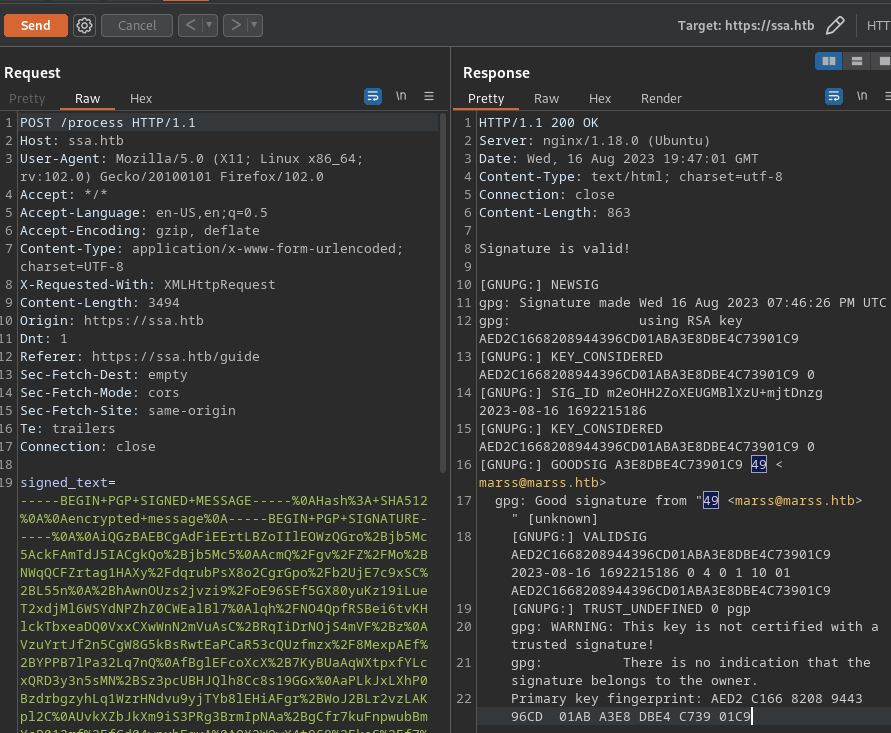 Send
Cancel
<
>
Target: https://ssa.htb
HTT
Request
Pretty
Raw
Hex
\n
1 POST /process HTTP/1.1
2 Host: ssa.htb
3 User-Agent: Mozilla/5.0 (X11; Linux x86_64;
rv:102.0) Gecko/20100101 Firefox/102.0
4 Accept: */*
5 Accept-Language: en-US,en;q=0.5
6 Accept-Encoding: gzip, deflate
7 Content-Type: application/x-www-form-urlencoded;
charset=UTF-8
8 X-Requested-With: XMLHttpRequest
9 Content-Length: 3494
10 Origin: https://ssa.htb
11 Dnt: 1
12 Referer: https://ssa.htb/guide
13 Sec-Fetch-Dest: empty
14 Sec-Fetch-Mode: cors
15 Sec-Fetch-Site: same-origin
16 Te: trailers
17 Connection: close
18
19 signed_text=
-----BEGIN+PGP+SIGNED+MESSAGE-----%0AHash%3A+SHA512
%0A%0Aencrypted+message%0A-----BEGIN+PGP+SIGNATURE-
----%0A%0AiQGzBAEBCgAdFiEErtLBZoIIlEOWzQGro%2Bjb5Mc
5AckFAmTdJ5IACgkQo%2Bjb5Mc5%0AAcmQ%2Fgv%2FZ%2FMo%2B
NWqQCFZrtag1HAXy%2FdqrubPsX8o2CgrGpo%2Fb2UjE7c9xSC%
2BL55n%0A%2BhAwnOUzs2jvzi9%2FoE96SEf5GX80yuKz19iLue
T2xdjMl6WSYdNPZhZ0CWEalBl7%0Alqh%2FNO4QpfRSBei6tvKH
lckTbxeaDQ0VxxCXwWnN2mVuAsC%2BRqIiDrNOjS4mVF%2Bz%0A
VzuYrtJf2n5CgW8G5kBsRwtEaPCaR53cQUzfmzx%2F8MexpAEf%
2BYPPB7lPa32Lq7nQ%0AfBglEFcoXcX%2B7KyBUaAqWXtpxfYLc
xQRD3y3n5sMN%2BSz3pcUBHJQlh8Cc8s19GGx%0AaPLkJxLXhP0
BzdrbgzyhLq1WzrHNdvu9yjTYb8lEHiAFgr%2BWoJ2BLr2vzLAK
pl2C%0AUvkXZbJkXm9iS3PRg3BrmIpNAa%2BgCfr7kuFnpwubBm
Response
Pretty
Raw
Hex
Render
\n
1 HTTP/1.1 200 OK
2 Server: nginx/1.18.0 (Ubuntu)
3 Date: Wed, 16 Aug 2023 19:47:01 GMT
4 Content-Type: text/html; charset=utf-8
5 Connection: close
6 Content-Length: 863
7
8 Signature is valid!
9
10 [GNUPG:] NEWSIG
11 gpg: Signature made Wed 16 Aug 2023 07:46:26 PM UTC
12 gpg: using RSA key
AED2C1668208944396CD01ABA3E8DBE4C73901C9
13 [GNUPG:] KEY_CONSIDERED
AED2C1668208944396CD01ABA3E8DBE4C73901C9 0
14 [GNUPG:] SIG_ID m2eOHH2ZoXEUGMBlXzU+mjtDnzg
2023-08-16 1692215186
15 [GNUPG:] KEY_CONSIDERED
AED2C1668208944396CD01ABA3E8DBE4C73901C9 0
16 [GNUPG:] GOODSIG A3E8DBE4C73901C9 49 <
marss@marss.htb>
17 gpg: Good signature from "49 <marss@marss.htb>
" [unknown]
18 [GNUPG:] VALIDSIG
AED2C1668208944396CD01ABA3E8DBE4C73901C9
2023-08-16 1692215186 0 4 0 1 10 01
AED2C1668208944396CD01ABA3E8DBE4C73901C9
19 [GNUPG:] TRUST_UNDEFINED 0 pgp
20 gpg: WARNING: This key is not certified with a
trusted signature!
21 gpg: There is no indication that the
signature belongs to the owner.
22 Primary key fingerprint: AED2 C166 8208 9443
96CD 01AB A3E8 DBE4 C739 01C9